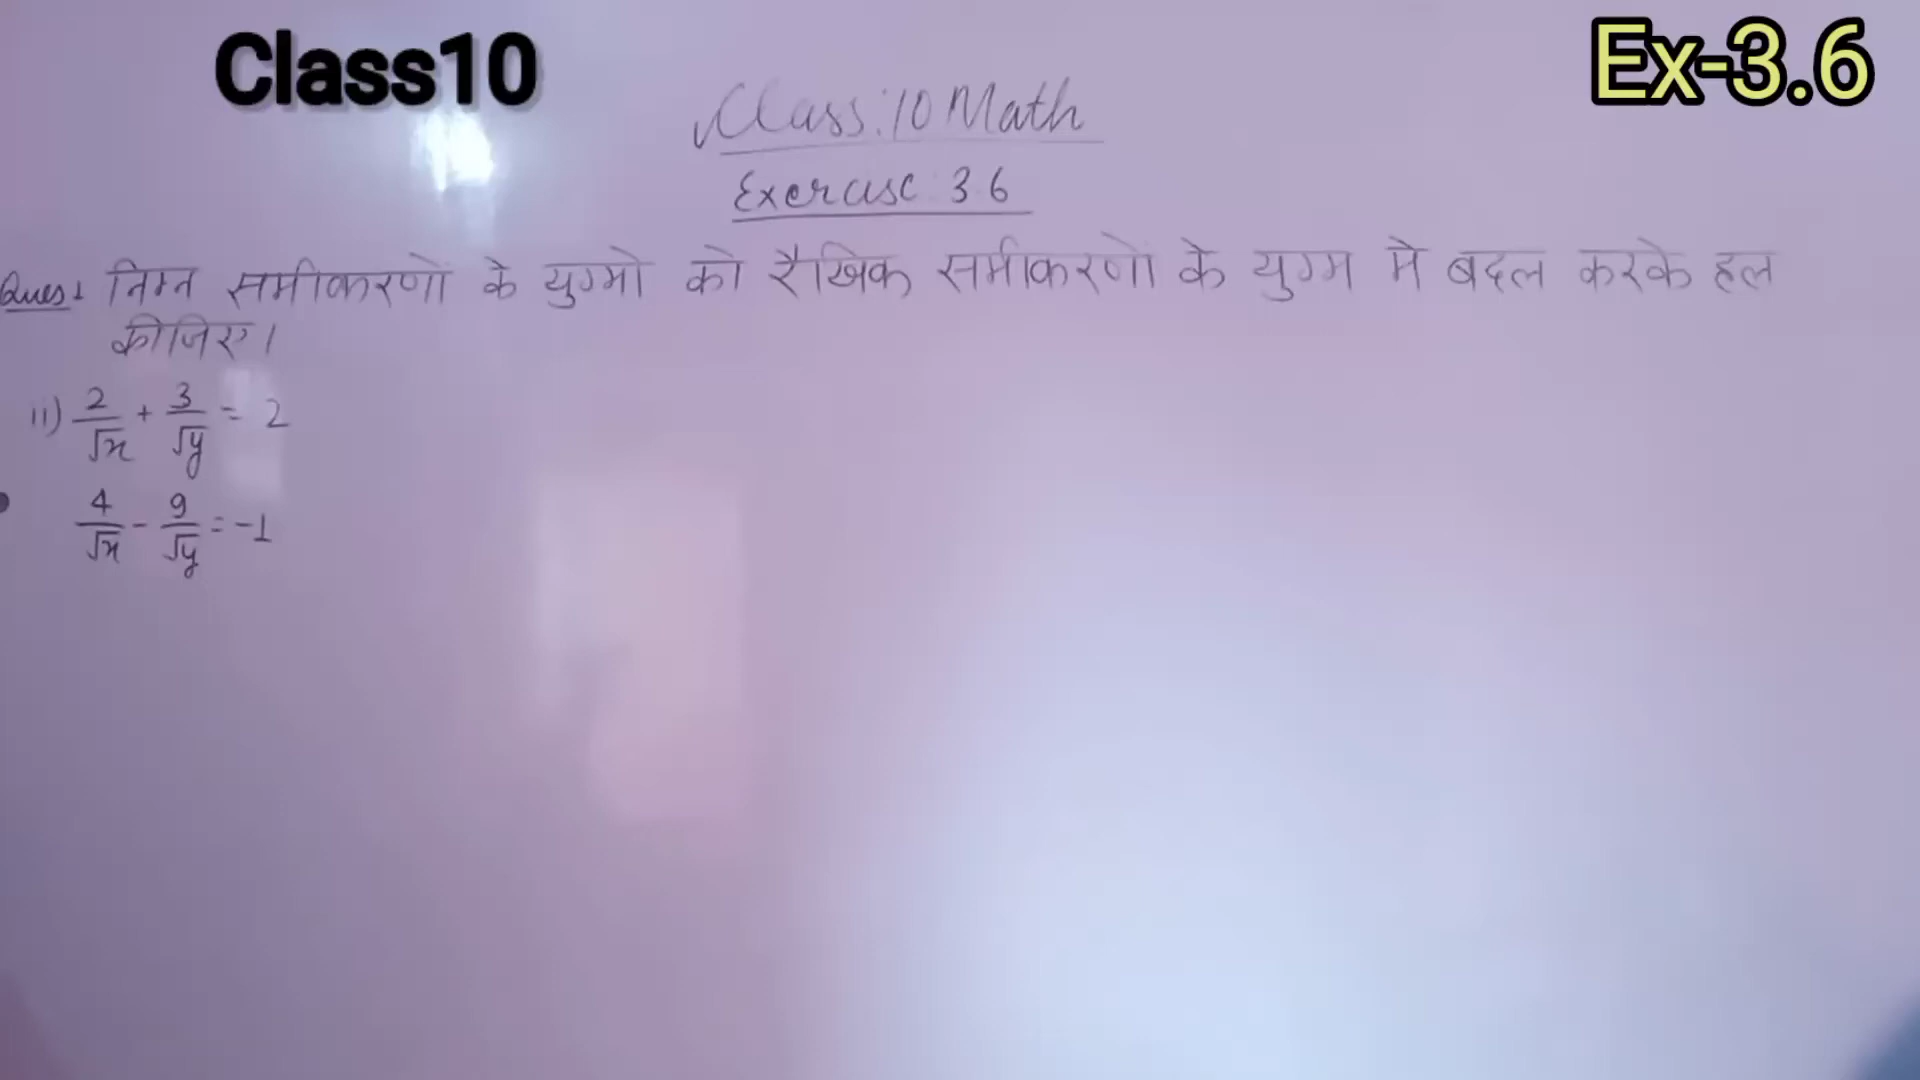 Class10
Ex-3.6
Class:10 Math
Exercise 3.6
Ques 1 निम्न समीकरणों के युग्मो को रैखिक समीकरणो के युग्म मे बदल करके हल
कीजिए।
ii) 2/√x + 3/√y = 2
4/√x - 9/√y = -1